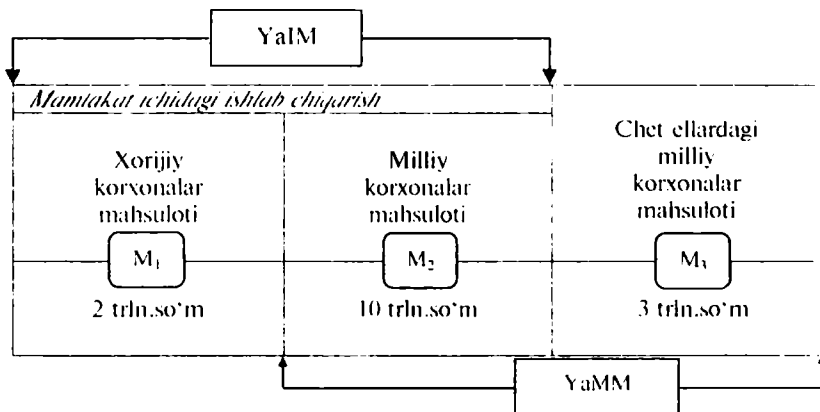 YaIM
Mamlakat ichidagi ishlab chiqarish
Xorijiy
korxonalar
mahsuloti
M₁
2 trln.so‘m
Milliy
korxonalar
mahsuloti
M₂
10 trln.so‘m
Chet ellardagi
milliy
korxonalar
mahsuloti
M₃
3 trln.so‘m
YaMM